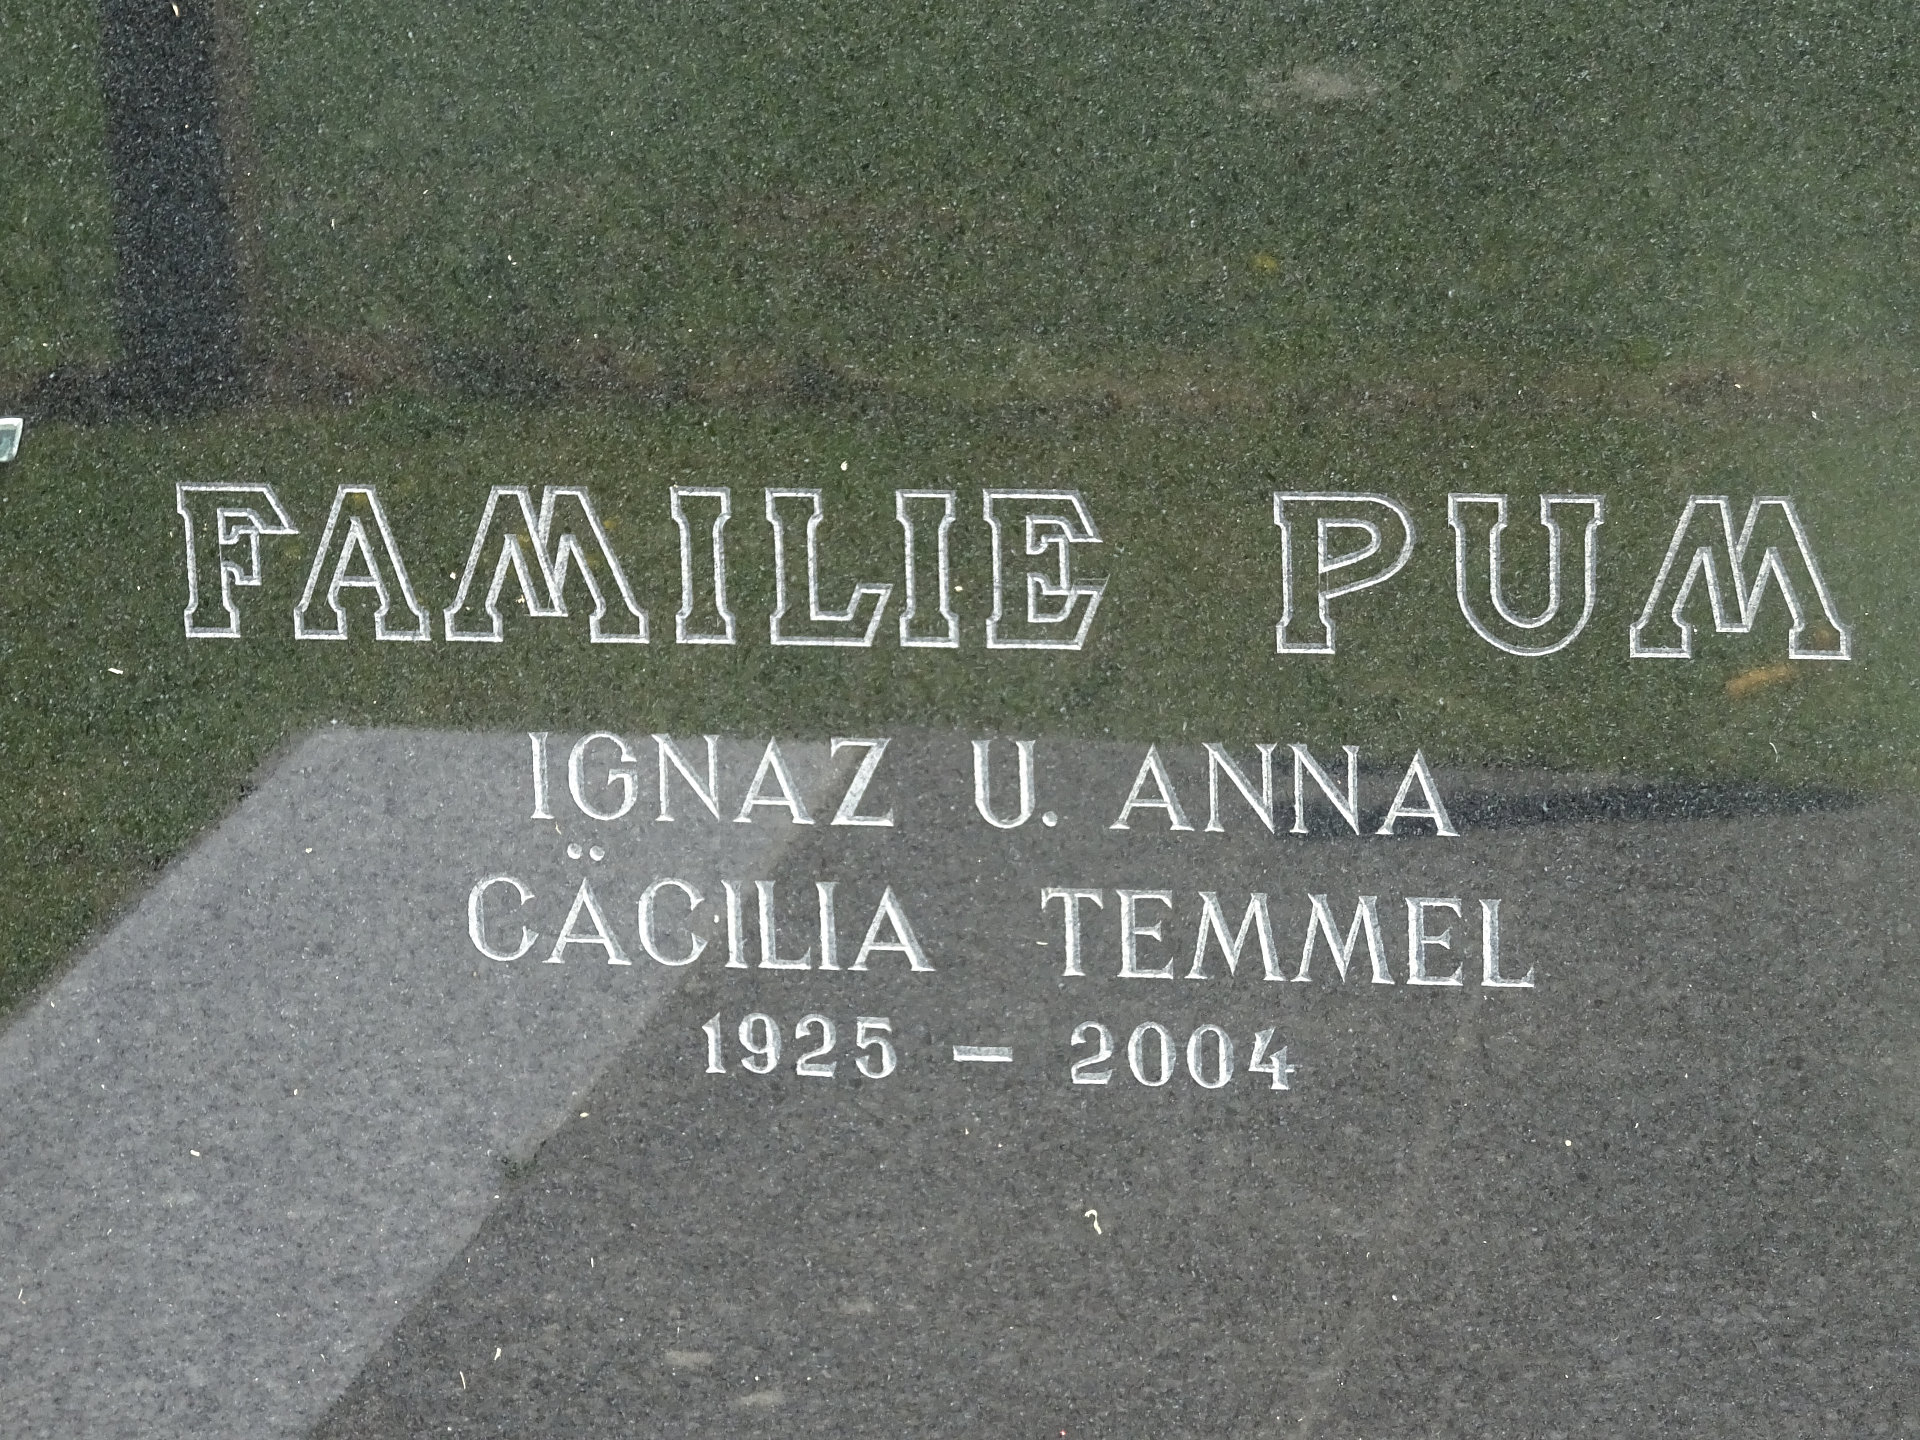 FAMILIE PUM
IGNAZ U. ANNA
CÄCILIA TEMMEL
1925 – 2004